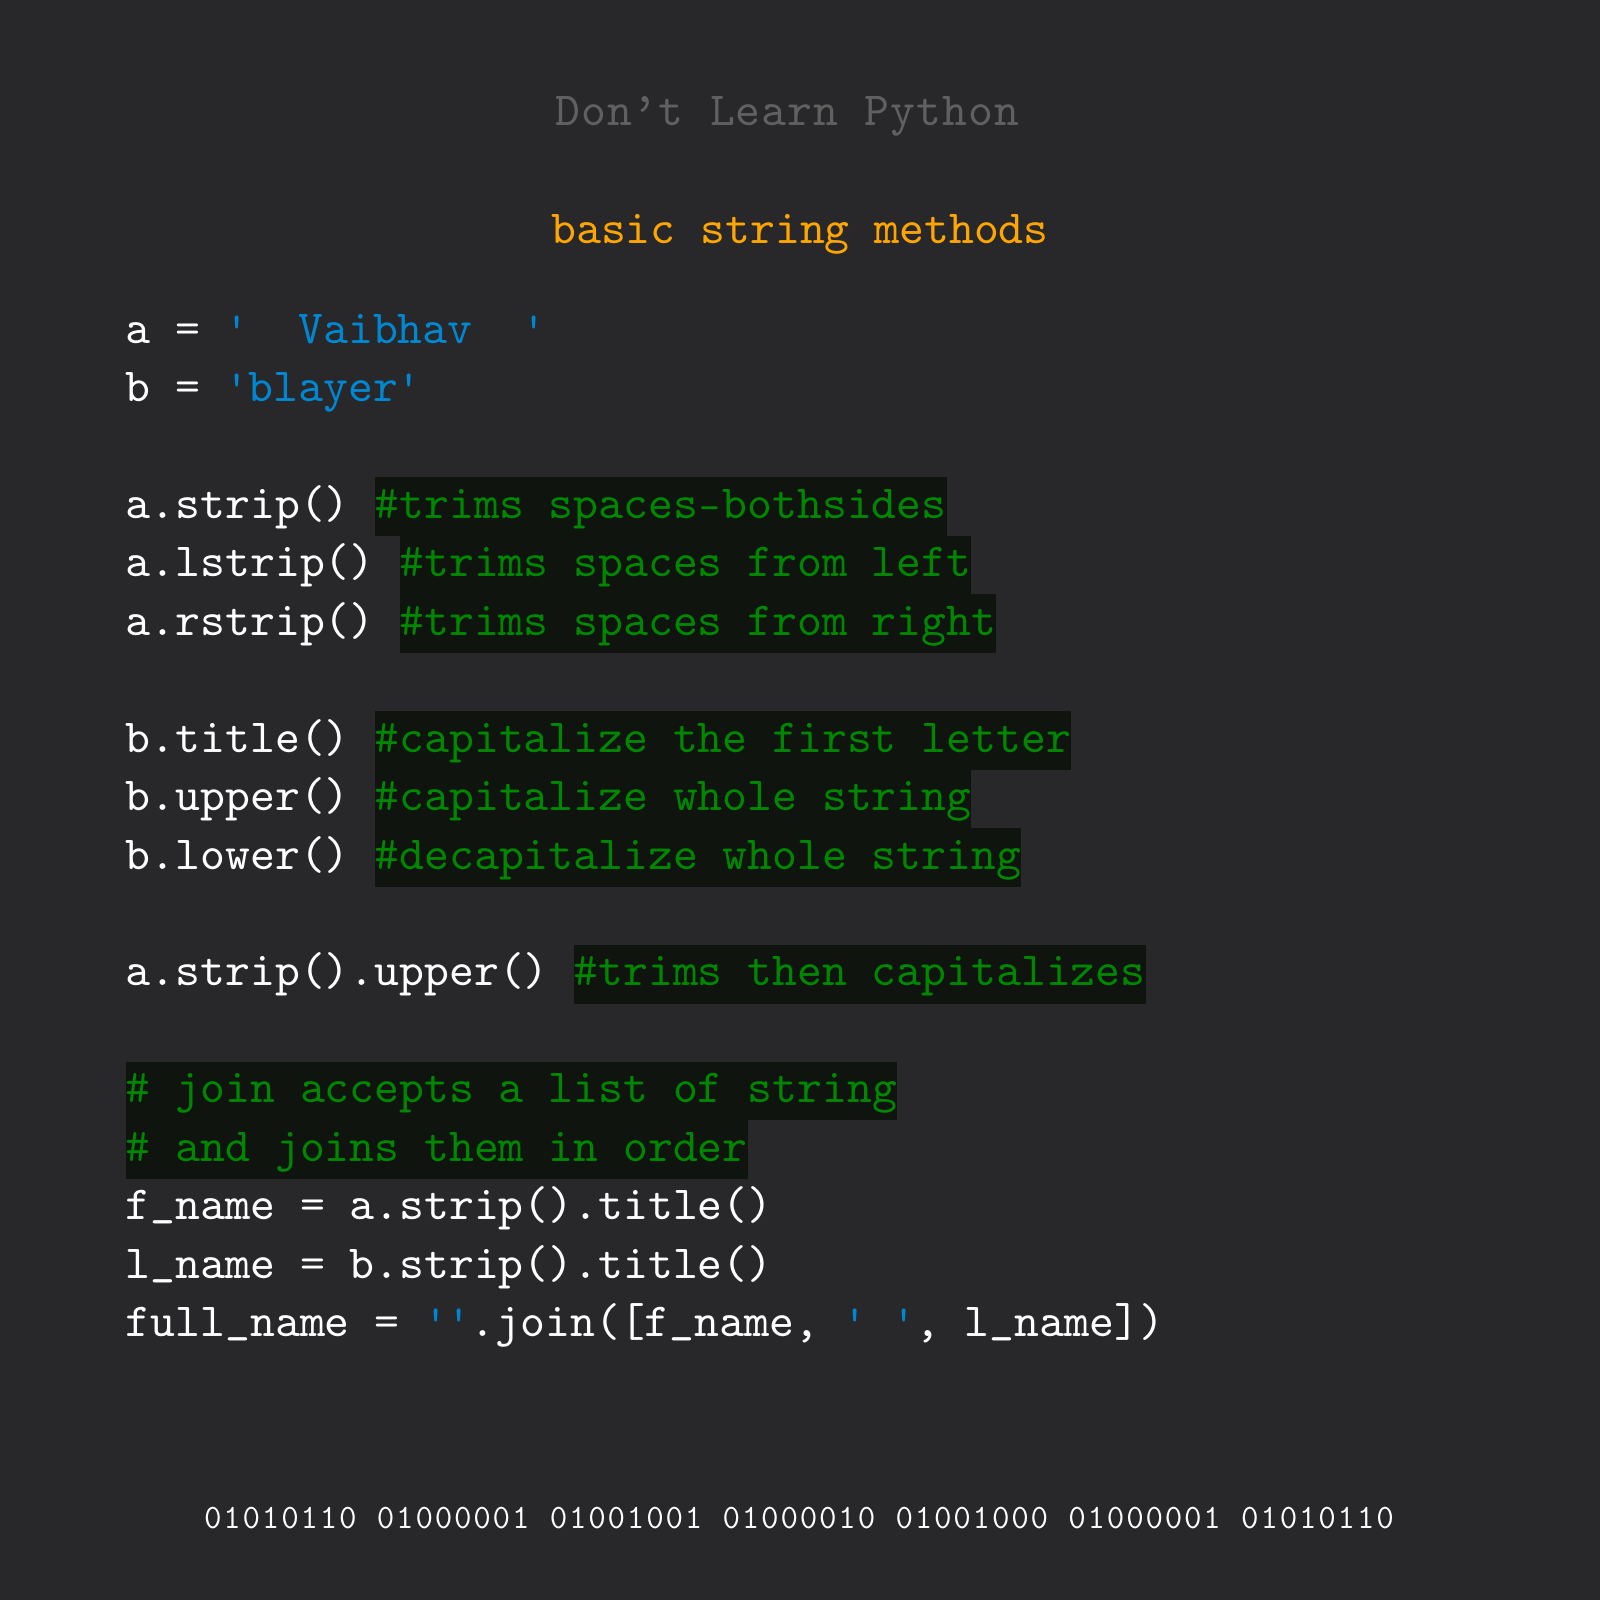 Don't Learn Python
basic string methods
a = '  Vaibhav  '
b = 'blayer'
a.strip() #trims spaces-bothsides
a.lstrip() #trims spaces from left
a.rstrip() #trims spaces from right
b.title() #capitalize the first letter
b.upper() #capitalize whole string
b.lower() #decapitalize whole string
a.strip().upper() #trims then capitalizes
# join accepts a list of string
# and joins them in order
f_name = a.strip().title()
l_name = b.strip().title()
full_name = ''.join([f_name, ' ', l_name])
01010110 01000001 01001001 01000010 01001000 01000001 01010110